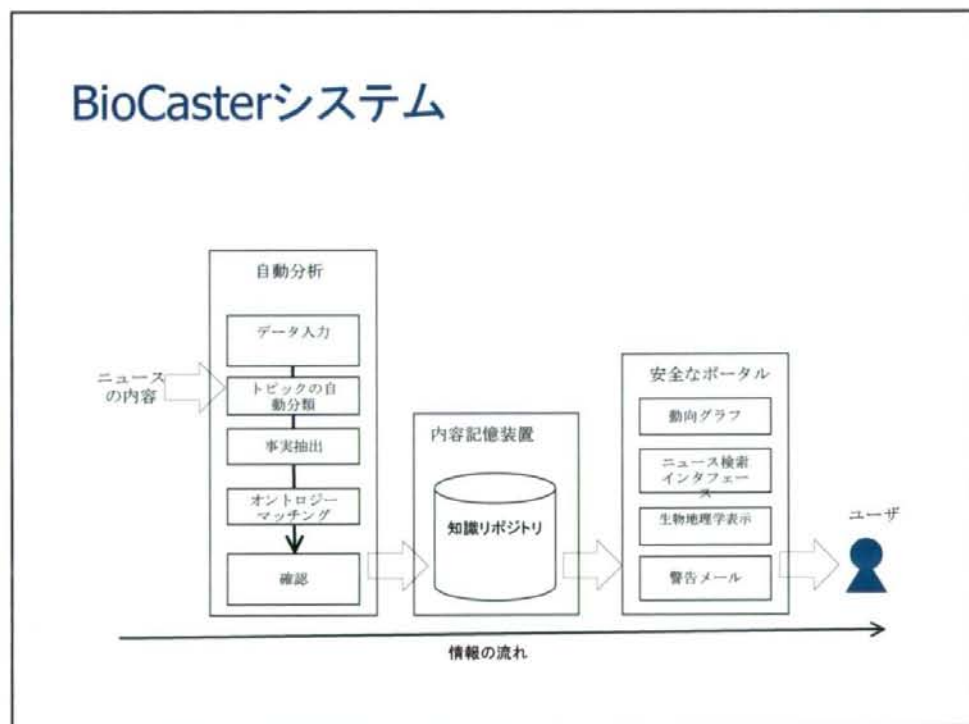 BioCasterシステム
ニュース
の内容
自動分析
データ入力
トピックの自
動分類
事実抽出
オントロジー
マッチング
確認
内容記憶装置
知識リポジトリ
安全なポータル
動向グラフ
ニュース検索
インタフェー
ス
生物地理学表示
警告メール
ユーザ
情報の流れ